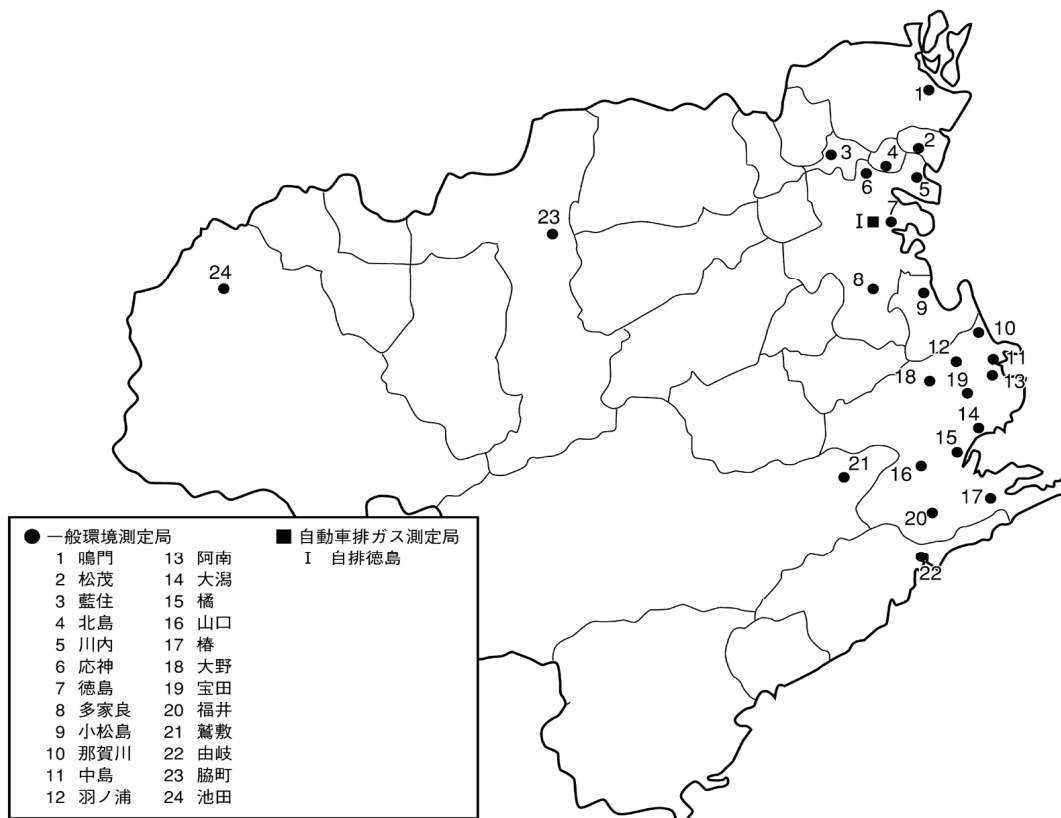 1
2
3
4
6
5
7
I
23
24
8
9
10
12
11
18
19
13
14
15
21
16
17
20
22
● 一般環境測定局 ■ 自動車排ガス測定局
1 鳴門 13 阿南 I 自排徳島
2 松茂 14 大潟
3 藍住 15 橘
4 北島 16 山口
5 川内 17 椿
6 応神 18 大野
7 徳島 19 宝田
8 多家良 20 福井
9 小松島 21 鷲敷
10 那賀川 22 由岐
11 中島 23 脇町
12 羽ノ浦 24 池田